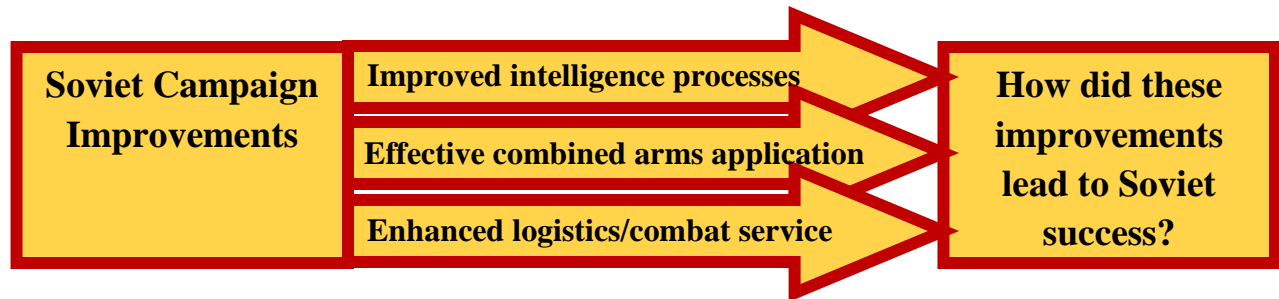 Soviet Campaign
Improvements
Improved intelligence processes
Effective combined arms application
Enhanced logistics/combat service
How did these
improvements
lead to Soviet
success?